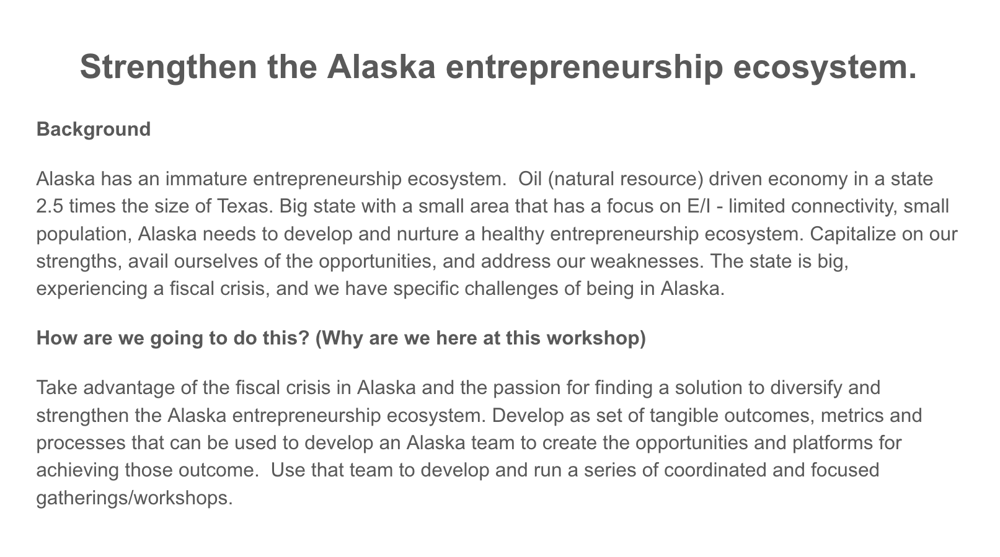 Strengthen the Alaska entrepreneurship ecosystem.
Background
Alaska has an immature entrepreneurship ecosystem.  Oil (natural resource) driven economy in a state
2.5 times the size of Texas. Big state with a small area that has a focus on E/I - limited connectivity, small
population, Alaska needs to develop and nurture a healthy entrepreneurship ecosystem. Capitalize on our
strengths, avail ourselves of the opportunities, and address our weaknesses. The state is big,
experiencing a fiscal crisis, and we have specific challenges of being in Alaska.
How are we going to do this? (Why are we here at this workshop)
Take advantage of the fiscal crisis in Alaska and the passion for finding a solution to diversify and
strengthen the Alaska entrepreneurship ecosystem. Develop as set of tangible outcomes, metrics and
processes that can be used to develop an Alaska team to create the opportunities and platforms for
achieving those outcome.  Use that team to develop and run a series of coordinated and focused
gatherings/workshops.